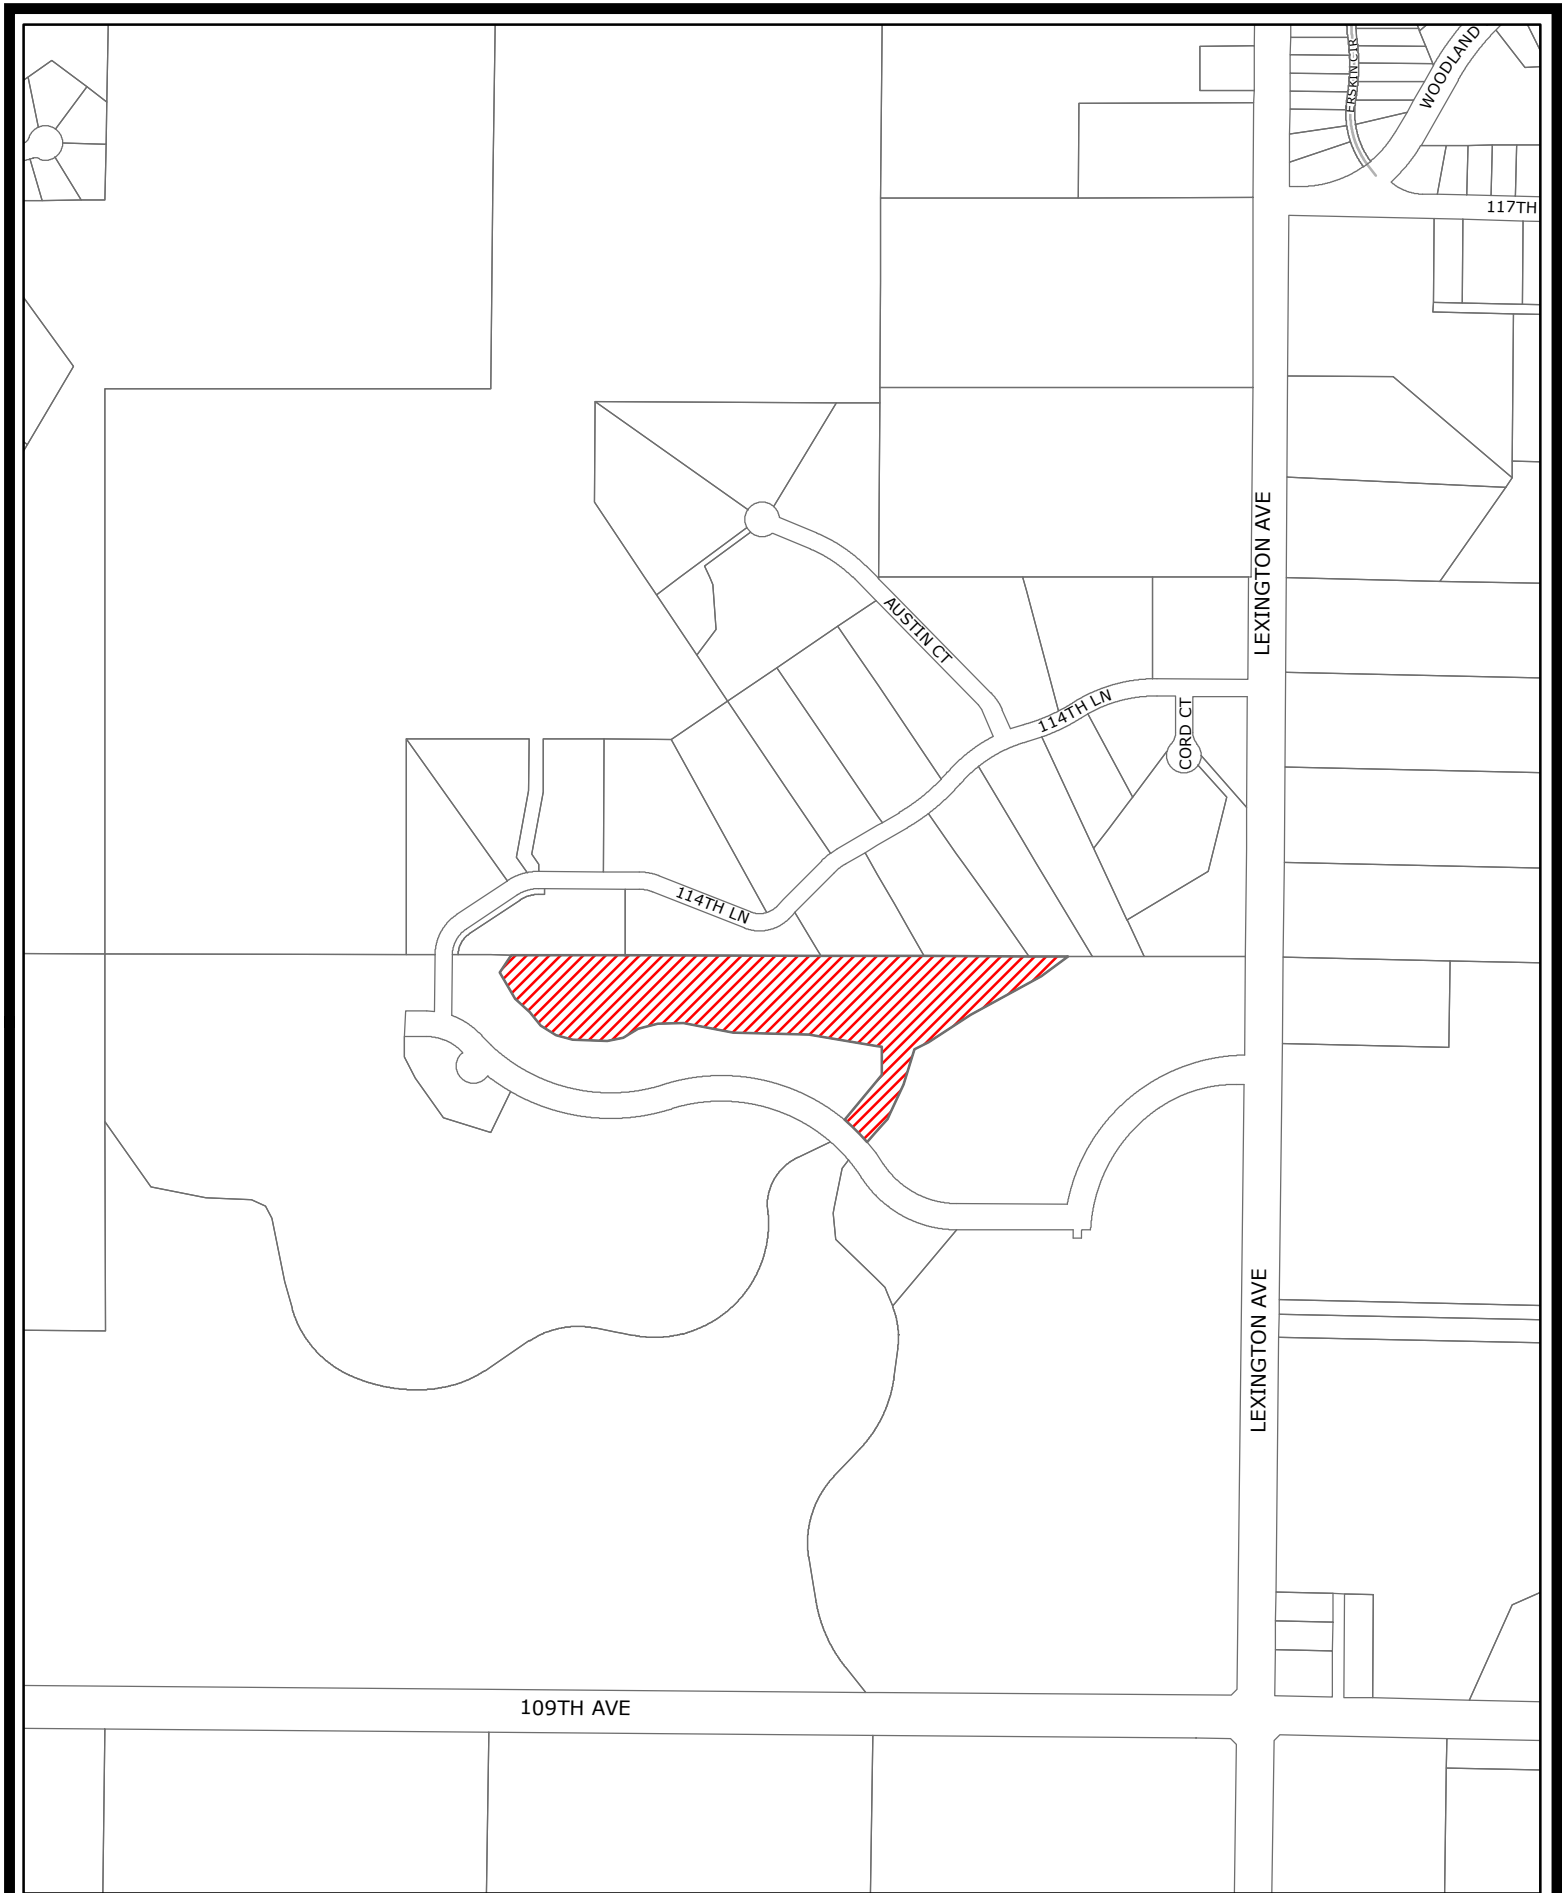 ERSKIN CIR
WOODLAND
117TH
LEXINGTON AVE
AUSTIN CT
114TH LN
CORD CT
114TH LN
LEXINGTON AVE
109TH AVE